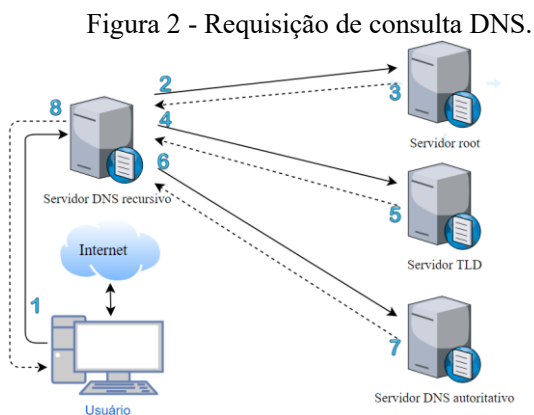 Figura 2 - Requisição de consulta DNS.
2
3
Servidor root
8
4
6
Servidor DNS recursivo
5
Servidor TLD
Internet
1
7
Servidor DNS autoritativo
Usuário